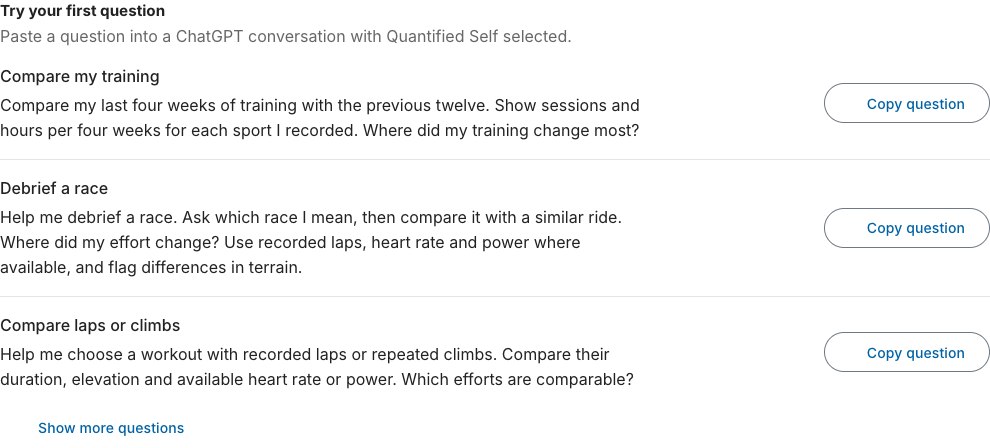 Try your first question
Paste a question into a ChatGPT conversation with Quantified Self selected.
Compare my training
Compare my last four weeks of training with the previous twelve. Show sessions and
hours per four weeks for each sport I recorded. Where did my training change most?
Copy question
Debrief a race
Help me debrief a race. Ask which race I mean, then compare it with a similar ride.
Where did my effort change? Use recorded laps, heart rate and power where
available, and flag differences in terrain.
Copy question
Compare laps or climbs
Help me choose a workout with recorded laps or repeated climbs. Compare their
duration, elevation and available heart rate or power. Which efforts are comparable?
Copy question
Show more questions